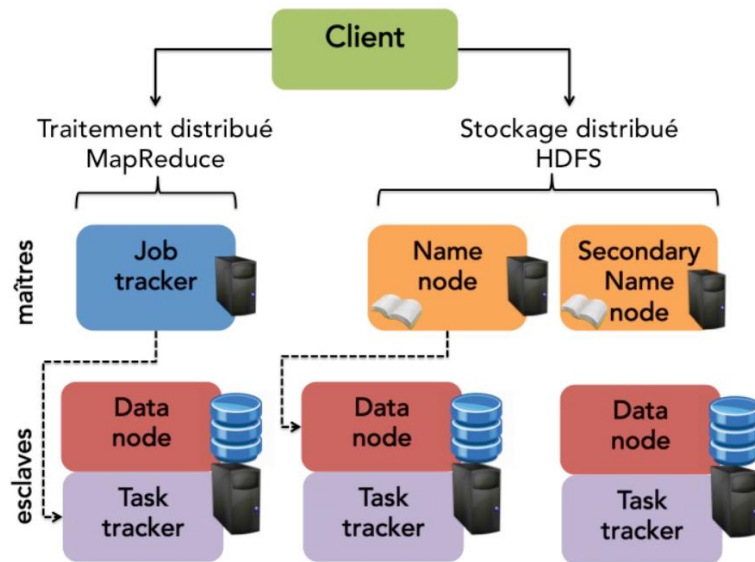 Client
Traitement distribué
MapReduce
Stockage distribué
HDFS
maîtres
Job
tracker
Name
node
Secondary
Name
node
esclaves
Data
node
Task
tracker
Data
node
Task
tracker
Data
node
Task
tracker